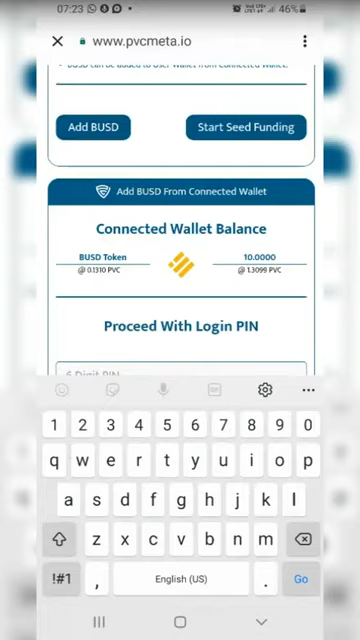 07:23
46%
www.pvcmeta.io
BUSD can be added to User Wallet from Connected Wallet.
Add BUSD
Start Seed Funding
Add BUSD From Connected Wallet
Connected Wallet Balance
BUSD Token
10.0000
@ 0.1310 PVC
@ 1.3099 PVC
Proceed With Login PIN
6 Digit PIN
GIF
1 2 3 4 5 6 7 8 9 0
q w e r t y u i o p
a s d f g h j k l
z x c v b n m
!#1 , English (US) . Go